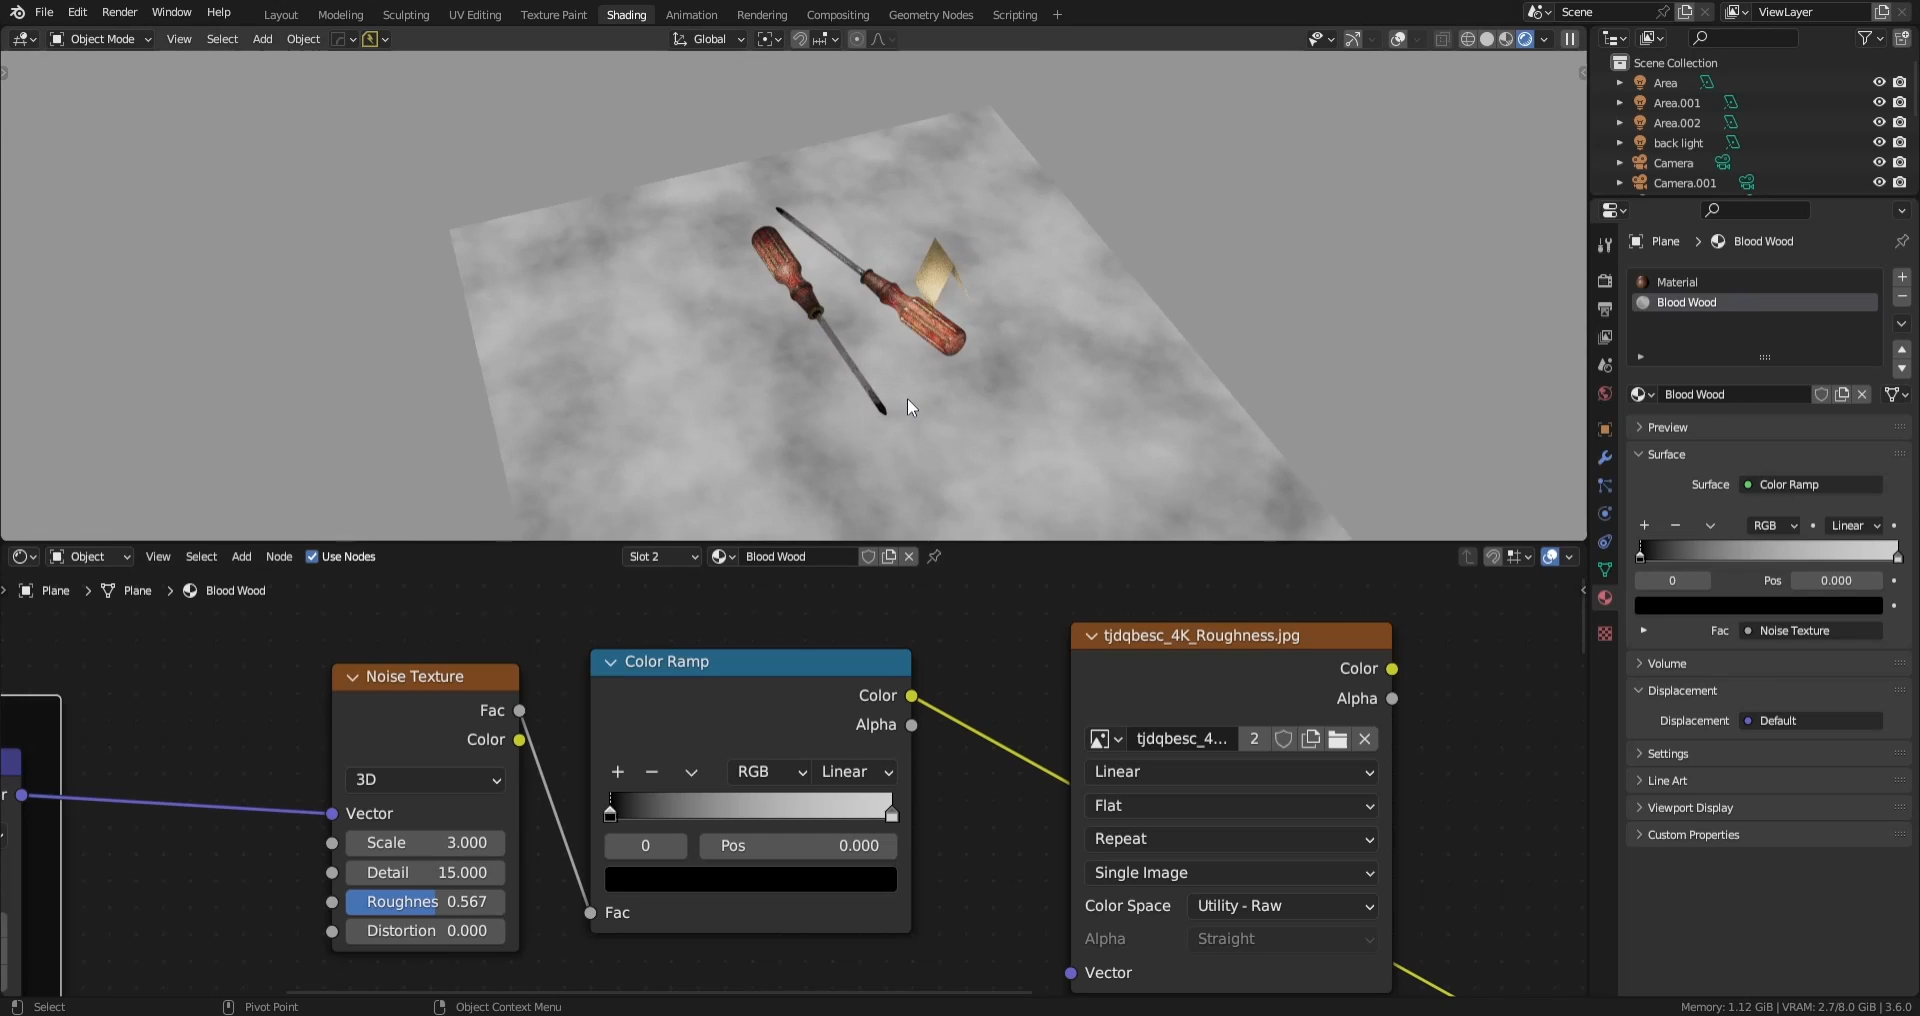 File Edit Render Window Help Layout Modeling Sculpting UV Editing Texture Paint Shading Animation Rendering Compositing Geometry Nodes Scripting + Scene ViewLayer
Object Mode View Select Add Object Global
Scene Collection
Area
Area.001
Area.002
back light
Camera
Camera.001
Plane > Blood Wood
Material
Blood Wood
Blood Wood
Preview
Surface
Surface Color Ramp
RGB Linear
0 Pos 0.000
Fac Noise Texture
Volume
Displacement
Displacement Default
Settings
Line Art
Viewport Display
Custom Properties
Object View Select Add Node Use Nodes Slot 2 Blood Wood
Plane > Plane > Blood Wood
r
Noise Texture
Fac
Color
3D
Vector
Scale 3.000
Detail 15.000
Roughnes 0.567
Distortion 0.000
Color Ramp
Color
Alpha
RGB Linear
0 Pos 0.000
Fac
tjdqbesc_4K_Roughness.jpg
Color
Alpha
tjdqbesc_4... 2
Linear
Flat
Repeat
Single Image
Color Space Utility - Raw
Alpha Straight
Vector
Select Pivot Point Object Context Menu Memory: 1.12 GiB | VRAM: 2.7/8.0 GiB | 3.6.0